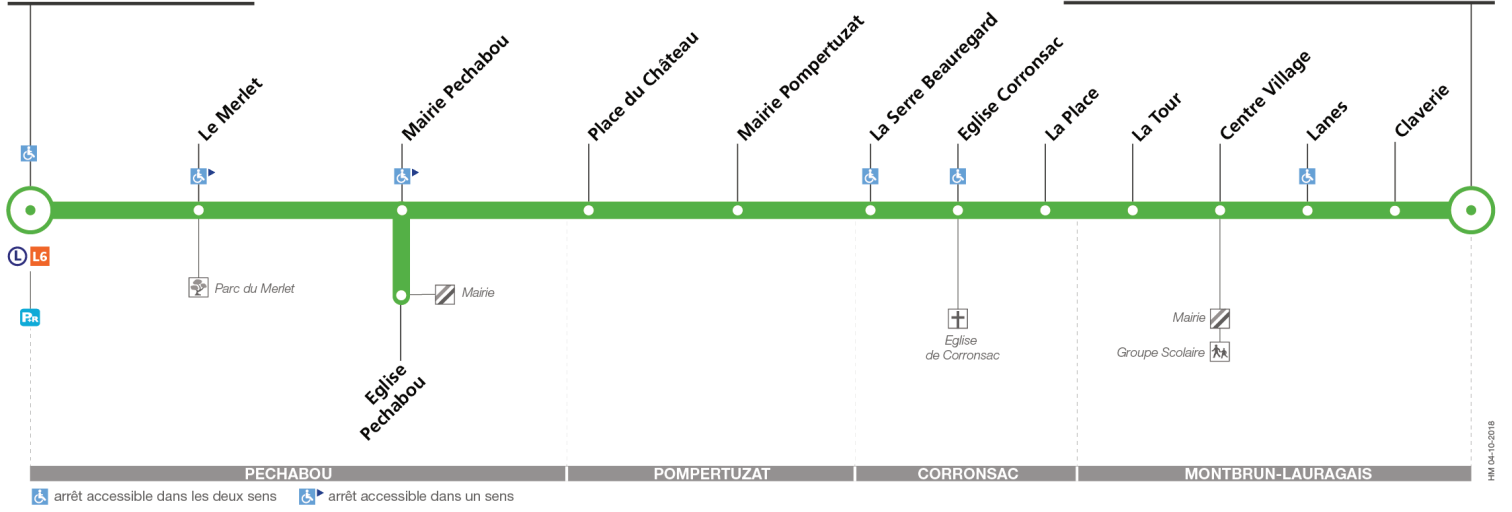 Le Merlet
Mairie Pechabou
Place du Château
Mairie Pompertuzat
La Serre Beauregard
Eglise Corronsac
La Place
La Tour
Centre Village
Lanes
Claverie
L L6
P+R
Parc du Merlet
Mairie
Eglise
Pechabou
Eglise
de Corronsac
Mairie
Groupe Scolaire
PECHABOU
POMPERTUZAT
CORRONSAC
MONTBRUN-LAURAGAIS
arrêt accessible dans les deux sens
arrêt accessible dans un sens
HM 04-10-2018